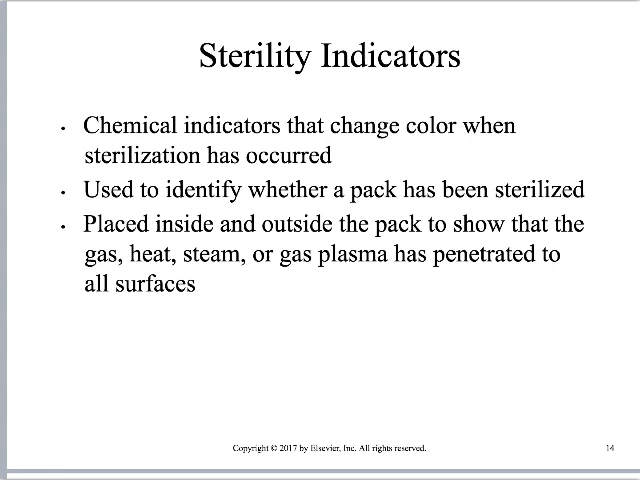 Sterility Indicators
• Chemical indicators that change color when
sterilization has occurred
• Used to identify whether a pack has been sterilized
• Placed inside and outside the pack to show that the
gas, heat, steam, or gas plasma has penetrated to
all surfaces
Copyright © 2017 by Elsevier, Inc. All rights reserved.
14